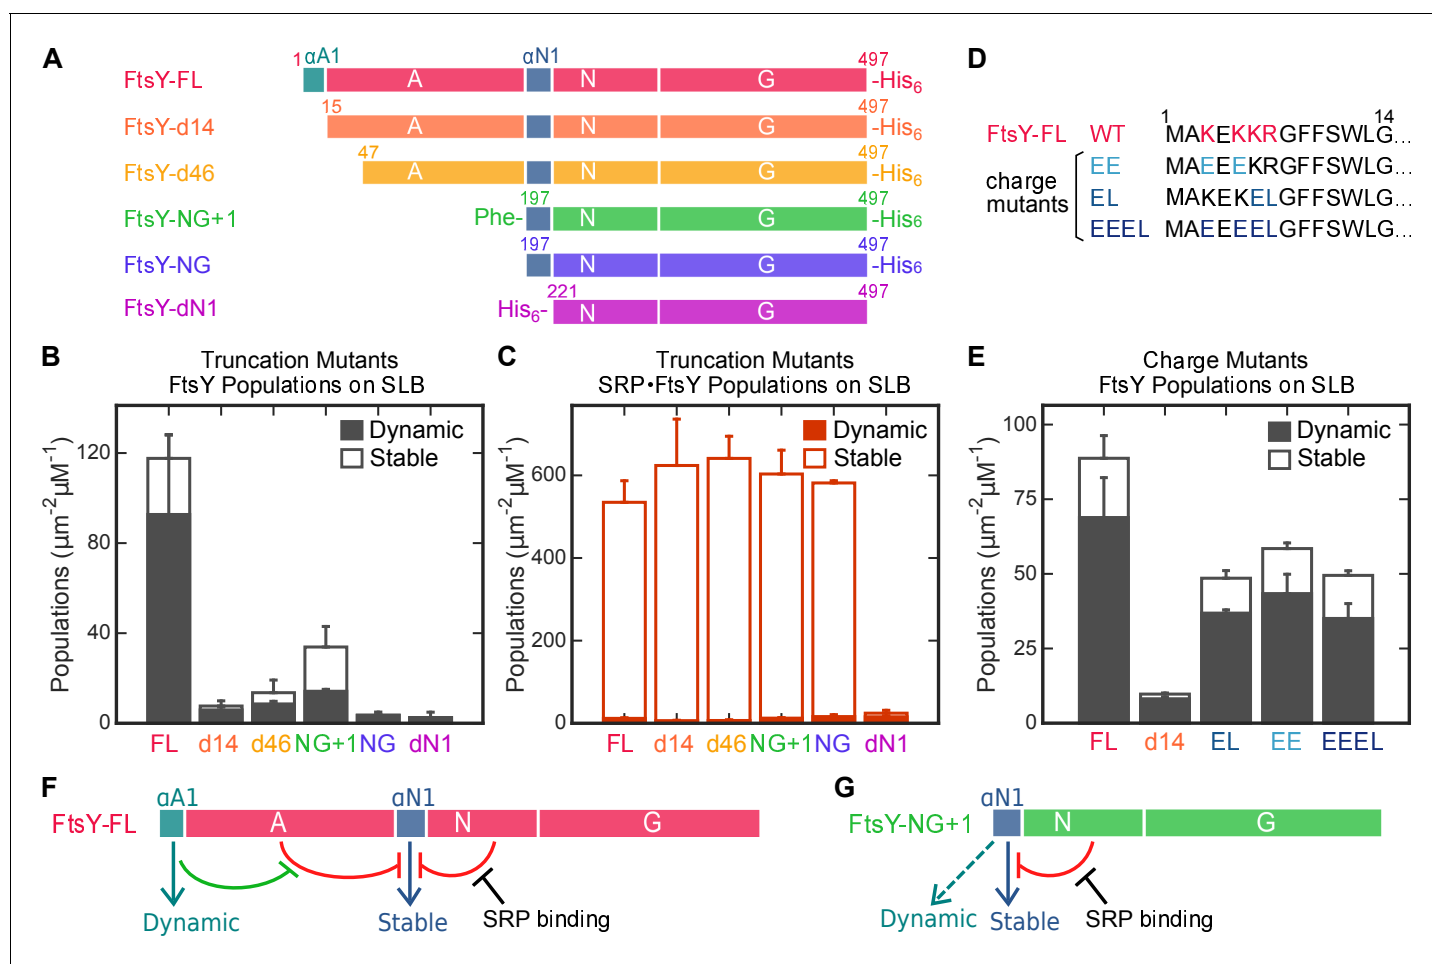 A
1 αA1 αN1 497
FtsY-FL A N G -His6
15 497
FtsY-d14 A N G -His6
47 497
FtsY-d46 A N G -His6
197 497
FtsY-NG+1 Phe- N G -His6
197 497
FtsY-NG N G -His6
221 497
FtsY-dN1 His6- N G
D
1 14
FtsY-FL WT MAKEKKRGFFSWLG...
charge mutants
EE MAEEEKRGFFSWLG...
EL MAKEKELGFFSWLG...
EEEL MAEEEELGFFSWLG...
B
Truncation Mutants
FtsY Populations on SLB
Populations (μm-2μM-1)
Dynamic
Stable
120
80
40
0
FL d14 d46 NG+1 NG dN1
C
Truncation Mutants
SRP•FtsY Populations on SLB
Populations (μm-2μM-1)
Dynamic
Stable
600
400
200
0
FL d14 d46 NG+1 NG dN1
E
Charge Mutants
FtsY Populations on SLB
Populations (μm-2μM-1)
Dynamic
Stable
100
75
50
25
0
FL d14 EL EE EEEL
F
αA1 αN1
FtsY-FL A N G
Dynamic Stable SRP binding
G
αN1
FtsY-NG+1 N G
Dynamic Stable SRP binding